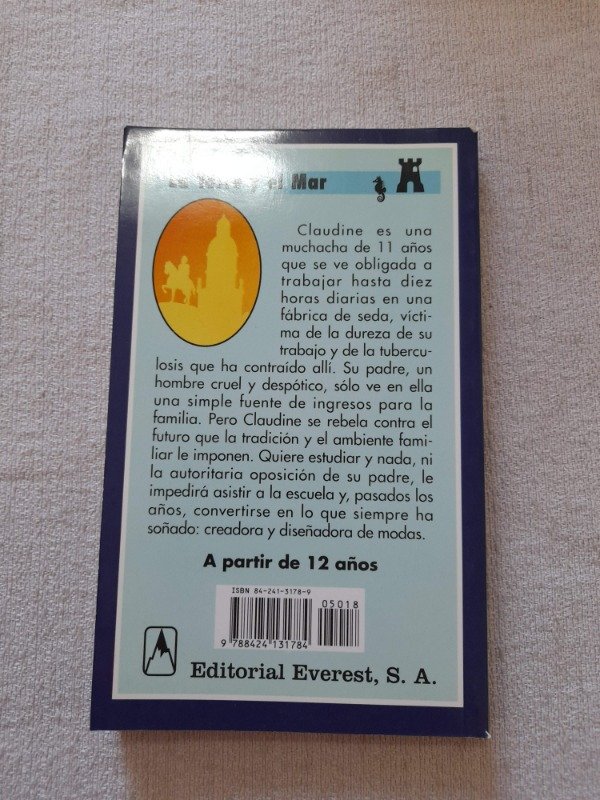 La Torre y el Mar
Claudine es una
muchacha de 11 años
que se ve obligada a
trabajar hasta diez
horas diarias en una
fábrica de seda, vícti-
ma de la dureza de su
trabajo y de la tubercu-
losis que ha contraído allí. Su padre, un
hombre cruel y despótico, sólo ve en ella
una simple fuente de ingresos para la
familia. Pero Claudine se rebela contra el
futuro que la tradición y el ambiente fami-
liar le imponen. Quiere estudiar y nada, ni
la autoritaria oposición de su padre, le
impedirá asistir a la escuela y, pasados los
años, convertirse en lo que siempre ha
soñado: creadora y diseñadora de modas.
A partir de 12 años
ISBN 84-241-3178-9
05018
9 788424 131784
Editorial Everest, S. A.